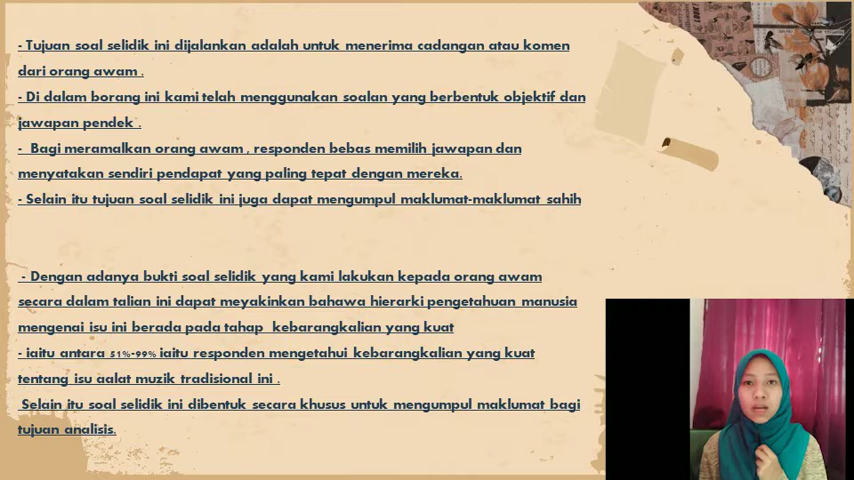 - Tujuan soal selidik ini dijalankan adalah untuk menerima cadangan atau komen
dari orang awam .
- Di dalam borang ini kami telah menggunakan soalan yang berbentuk objektif dan
jawapan pendek .
- Bagi meramalkan orang awam , responden bebas memilih jawapan dan
menyatakan sendiri pendapat yang paling tepat dengan mereka.
- Selain itu tujuan soal selidik ini juga dapat mengumpul maklumat-maklumat sahih
- Dengan adanya bukti soal selidik yang kami lakukan kepada orang awam
secara dalam talian ini dapat meyakinkan bahawa hierarki pengetahuan manusia
mengenai isu ini berada pada tahap kebarangkalian yang kuat
- iaitu antara 51%-99% iaitu responden mengetahui kebarangkalian yang kuat
tentang isu aalat muzik tradisional ini .
Selain itu soal selidik ini dibentuk secara khusus untuk mengumpul maklumat bagi
tujuan analisis.